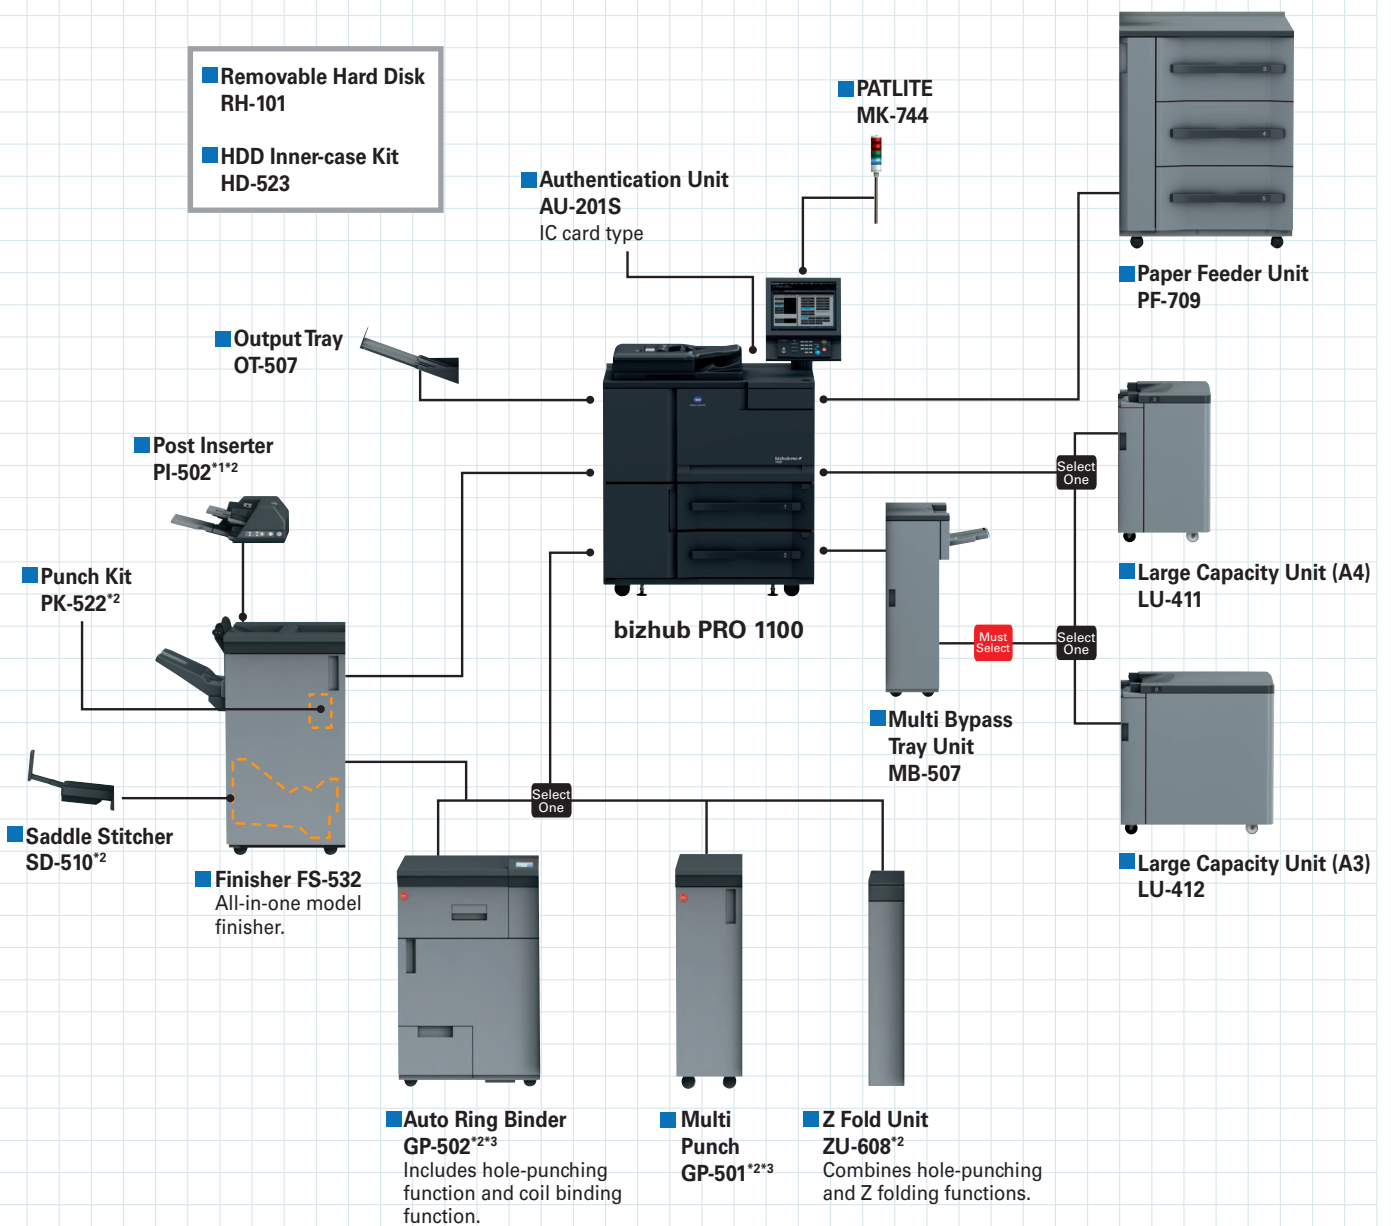 Removable Hard Disk
RH-101
HDD Inner-case Kit
HD-523
PATLITE
MK-744
Authentication Unit
AU-201S
IC card type
Paper Feeder Unit
PF-709
Output Tray
OT-507
Post Inserter
PI-502*1*2
Punch Kit
PK-522*2
Saddle Stitcher
SD-510*2
Finisher FS-532
All-in-one model
finisher.
bizhub PRO 1100
Select
One
Large Capacity Unit (A4)
LU-411
Must
Select
Select
One
Multi Bypass
Tray Unit
MB-507
Large Capacity Unit (A3)
LU-412
Select
One
Auto Ring Binder
GP-502*2*3
Includes hole-punching
function and coil binding
function.
Multi
Punch
GP-501*2*3
Z Fold Unit
ZU-608*2
Combines hole-punching
and Z folding functions.